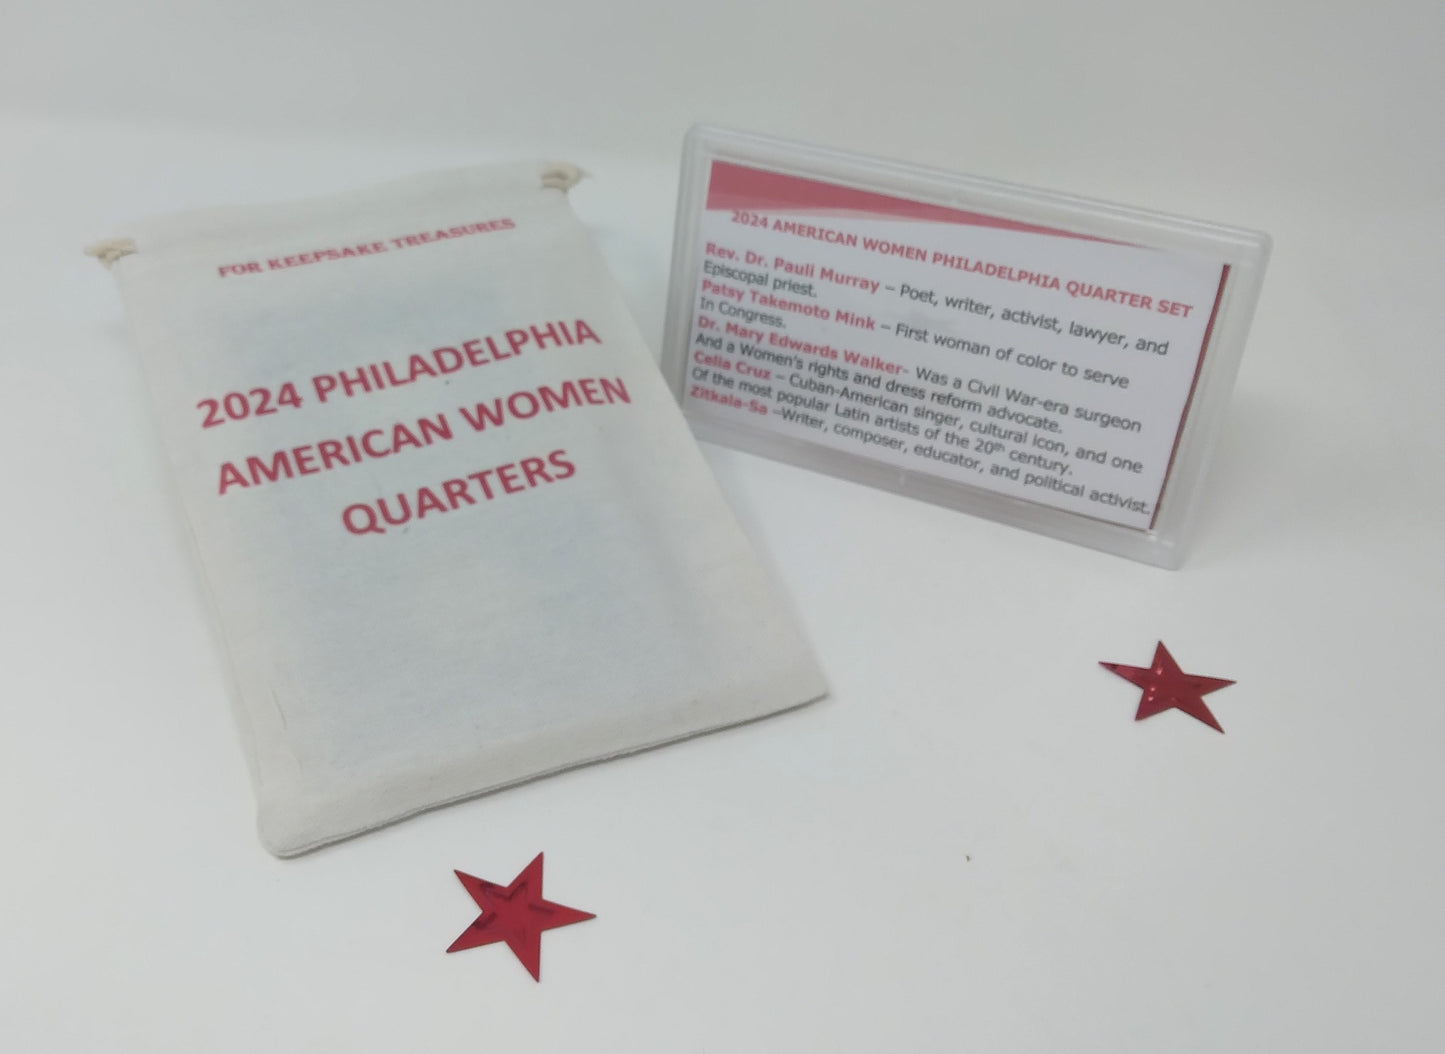 FOR KEEPSAKE TREASURES
2024 PHILADELPHIA
AMERICAN WOMEN
QUARTERS
2024 AMERICAN WOMEN PHILADELPHIA QUARTER SET
Rev. Dr. Pauli Murray – Poet, writer, activist, lawyer, and
Episcopal priest.
Patsy Takemoto Mink – First woman of color to serve
In Congress.
Dr. Mary Edwards Walker- Was a Civil War-era surgeon
And a Women's rights and dress reform advocate.
Celia Cruz – Cuban-American singer, cultural icon, and one
Of the most popular Latin artists of the 20th century.
Zitkala-Sa –Writer, composer, educator, and political activist.